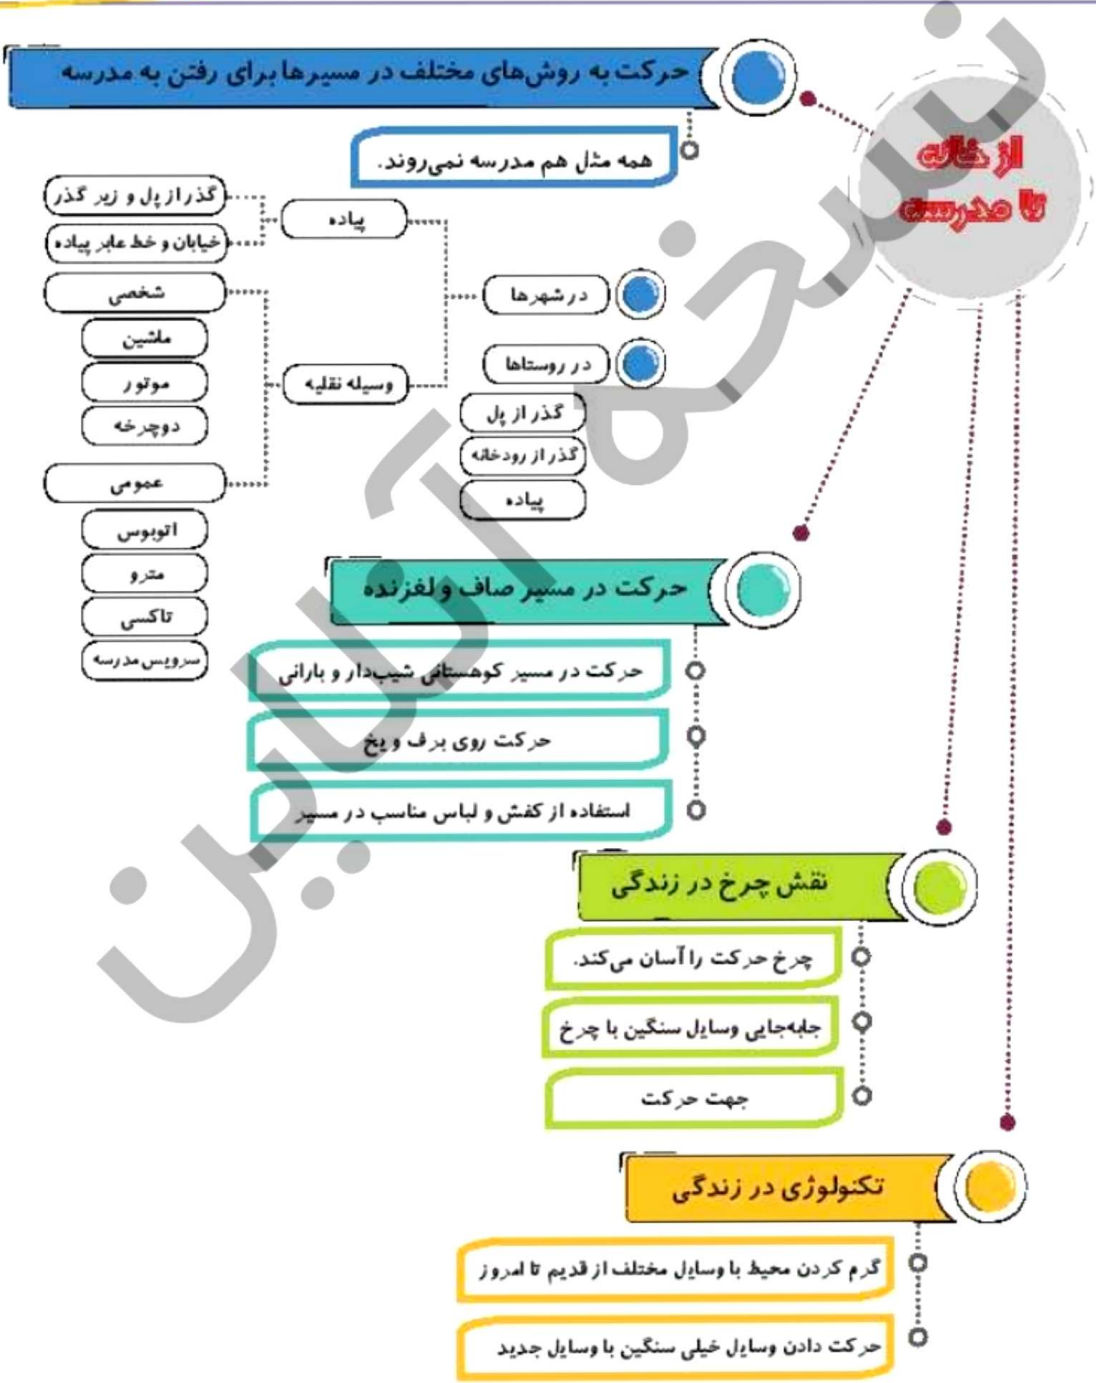 از خانه
تا مدرسه
حرکت به روش‌های مختلف در مسیرها برای رفتن به مدرسه
همه مثل هم مدرسه نمی‌روند.
در شهرها
پیاده
گذر از پل و زیر گذر
خیابان و خط عابر پیاده
وسیله نقلیه
شخصی
ماشین
موتور
دوچرخه
عمومی
اتوبوس
مترو
تاکسی
سرویس مدرسه
در روستاها
گذر از پل
گذر از رودخانه
پیاده
حرکت در مسیر صاف و لغزنده
حرکت در مسیر کوهستانی شیب‌دار و بارانی
حرکت روی برف و یخ
استفاده از کفش و لباس مناسب در مسیر
نقش چرخ در زندگی
چرخ حرکت را آسان می‌کند.
جابه‌جایی وسایل سنگین با چرخ
جهت حرکت
تکنولوژی در زندگی
گرم کردن محیط با وسایل مختلف از قدیم تا امروز
حرکت دادن وسایل خیلی سنگین با وسایل جدید
نسخه آنلاین